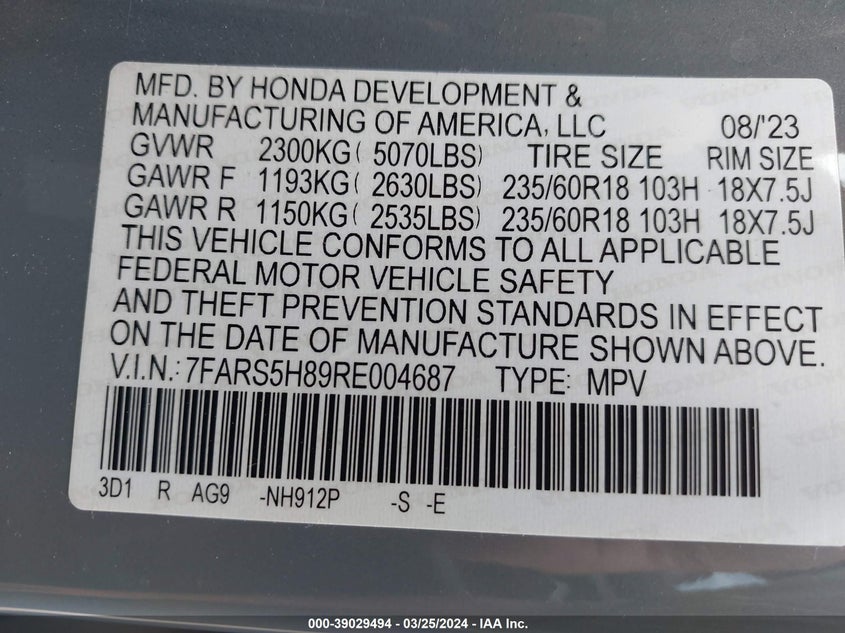 MFD. BY HONDA DEVELOPMENT &
MANUFACTURING OF AMERICA, LLC 08/'23
GVWR 2300KG( 5070LBS) TIRE SIZE RIM SIZE
GAWR F 1193KG( 2630LBS) 235/60R18 103H 18X7.5J
GAWR R 1150KG( 2535LBS) 235/60R18 103H 18X7.5J
THIS VEHICLE CONFORMS TO ALL APPLICABLE
FEDERAL MOTOR VEHICLE SAFETY
AND THEFT PREVENTION STANDARDS IN EFFECT
ON THE DATE OF MANUFACTURE SHOWN ABOVE.
V.I.N.: 7FARS5H89RE004687 TYPE: MPV
3D1 R AG9 -NH912P -S -E
000-39029494 - 03/25/2024 - IAA Inc.